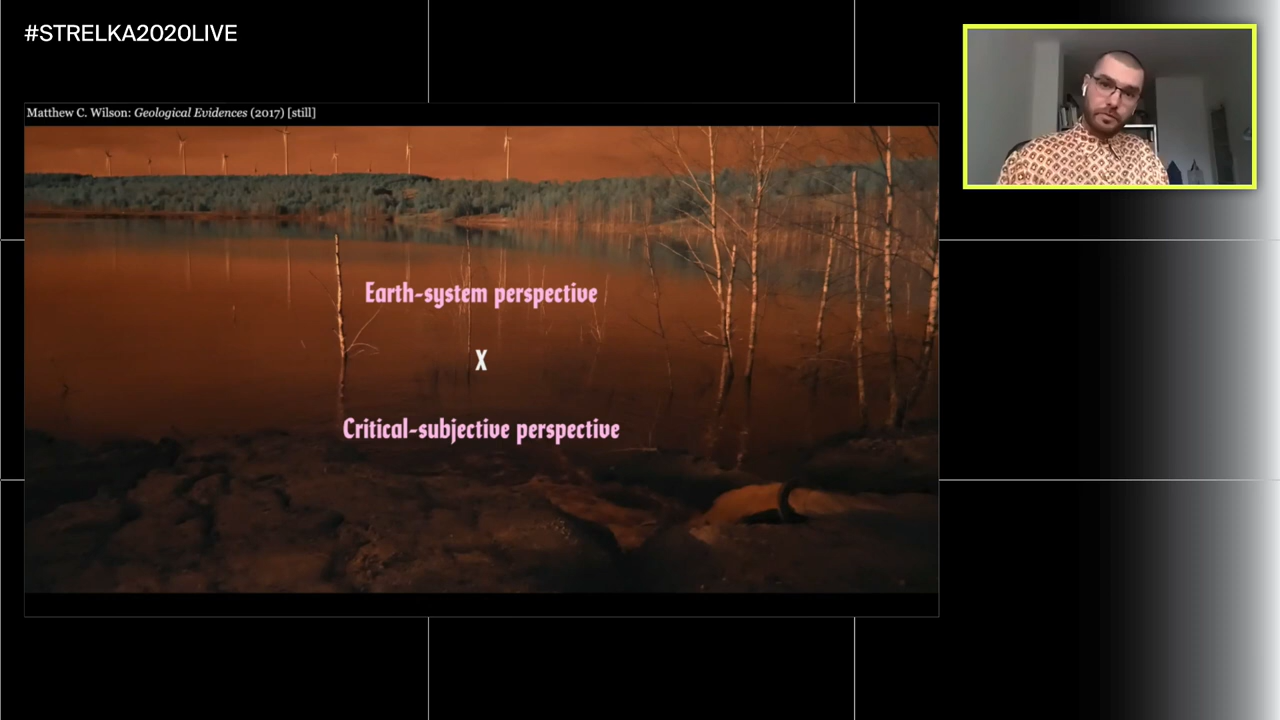 #STRELKA2020LIVE
Matthew C. Wilson: Geological Evidences (2017) [still]
Earth-system perspective
X
Critical-subjective perspective